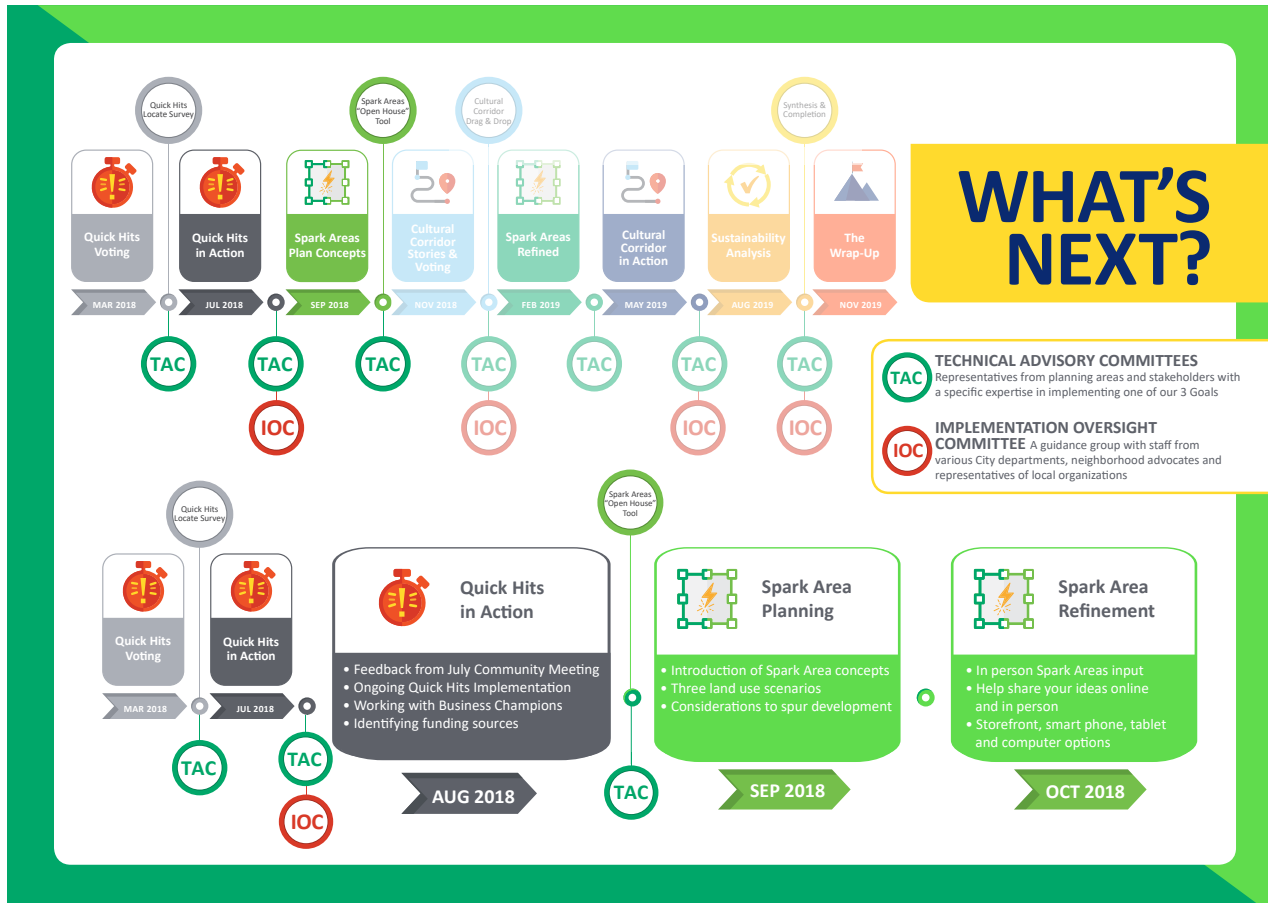 Quick Hits
Locate Survey
Spark Areas
"Open House"
Tool
Cultural
Corridor
Drag & Drop
Synthesis &
Completion
Quick Hits
Voting
Quick Hits
in Action
Spark Areas
Plan Concepts
Cultural
Corridor
Stories &
Voting
Spark Areas
Refined
Cultural
Corridor
in Action
Sustainability
Analysis
The
Wrap-Up
MAR 2018
JUL 2018
SEP 2018
NOV 2018
FEB 2019
MAY 2019
AUG 2019
NOV 2019
TAC
TAC
TAC
TAC
TAC
TAC
TAC
IOC
IOC
IOC
IOC
WHAT'S
NEXT?
TAC
TECHNICAL ADVISORY COMMITTEES
Representatives from planning areas and stakeholders with
a specific expertise in implementing one of our 3 Goals
IOC
IMPLEMENTATION OVERSIGHT
COMMITTEE A guidance group with staff from
various City departments, neighborhood advocates and
representatives of local organizations
Quick Hits
Locate Survey
Spark Areas
"Open House"
Tool
Quick Hits
Voting
Quick Hits
in Action
MAR 2018
JUL 2018
TAC
TAC
IOC
Quick Hits
in Action
• Feedback from July Community Meeting
• Ongoing Quick Hits Implementation
• Working with Business Champions
• Identifying funding sources
AUG 2018
TAC
Spark Area
Planning
• Introduction of Spark Area concepts
• Three land use scenarios
• Considerations to spur development
SEP 2018
Spark Area
Refinement
• In person Spark Areas input
• Help share your ideas online
and in person
• Storefront, smart phone, tablet
and computer options
OCT 2018